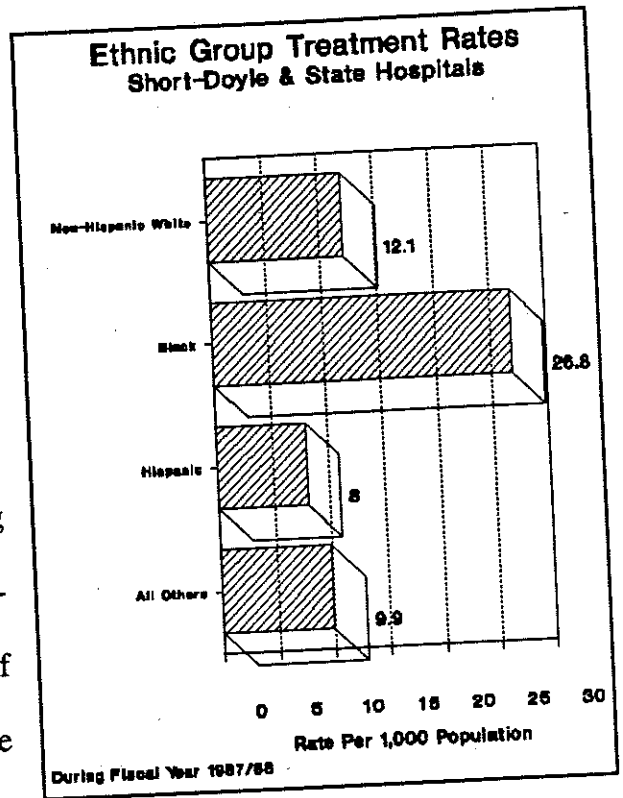 Ethnic Group Treatment Rates
Short-Doyle & State Hospitals
Non-Hispanic White
12.1
Black
26.8
Hispanic
8
All Others
9.9
0 5 10 15 20 25 30
Rate Per 1,000 Population
During Fiscal Year 1987/88
g
-
f
e